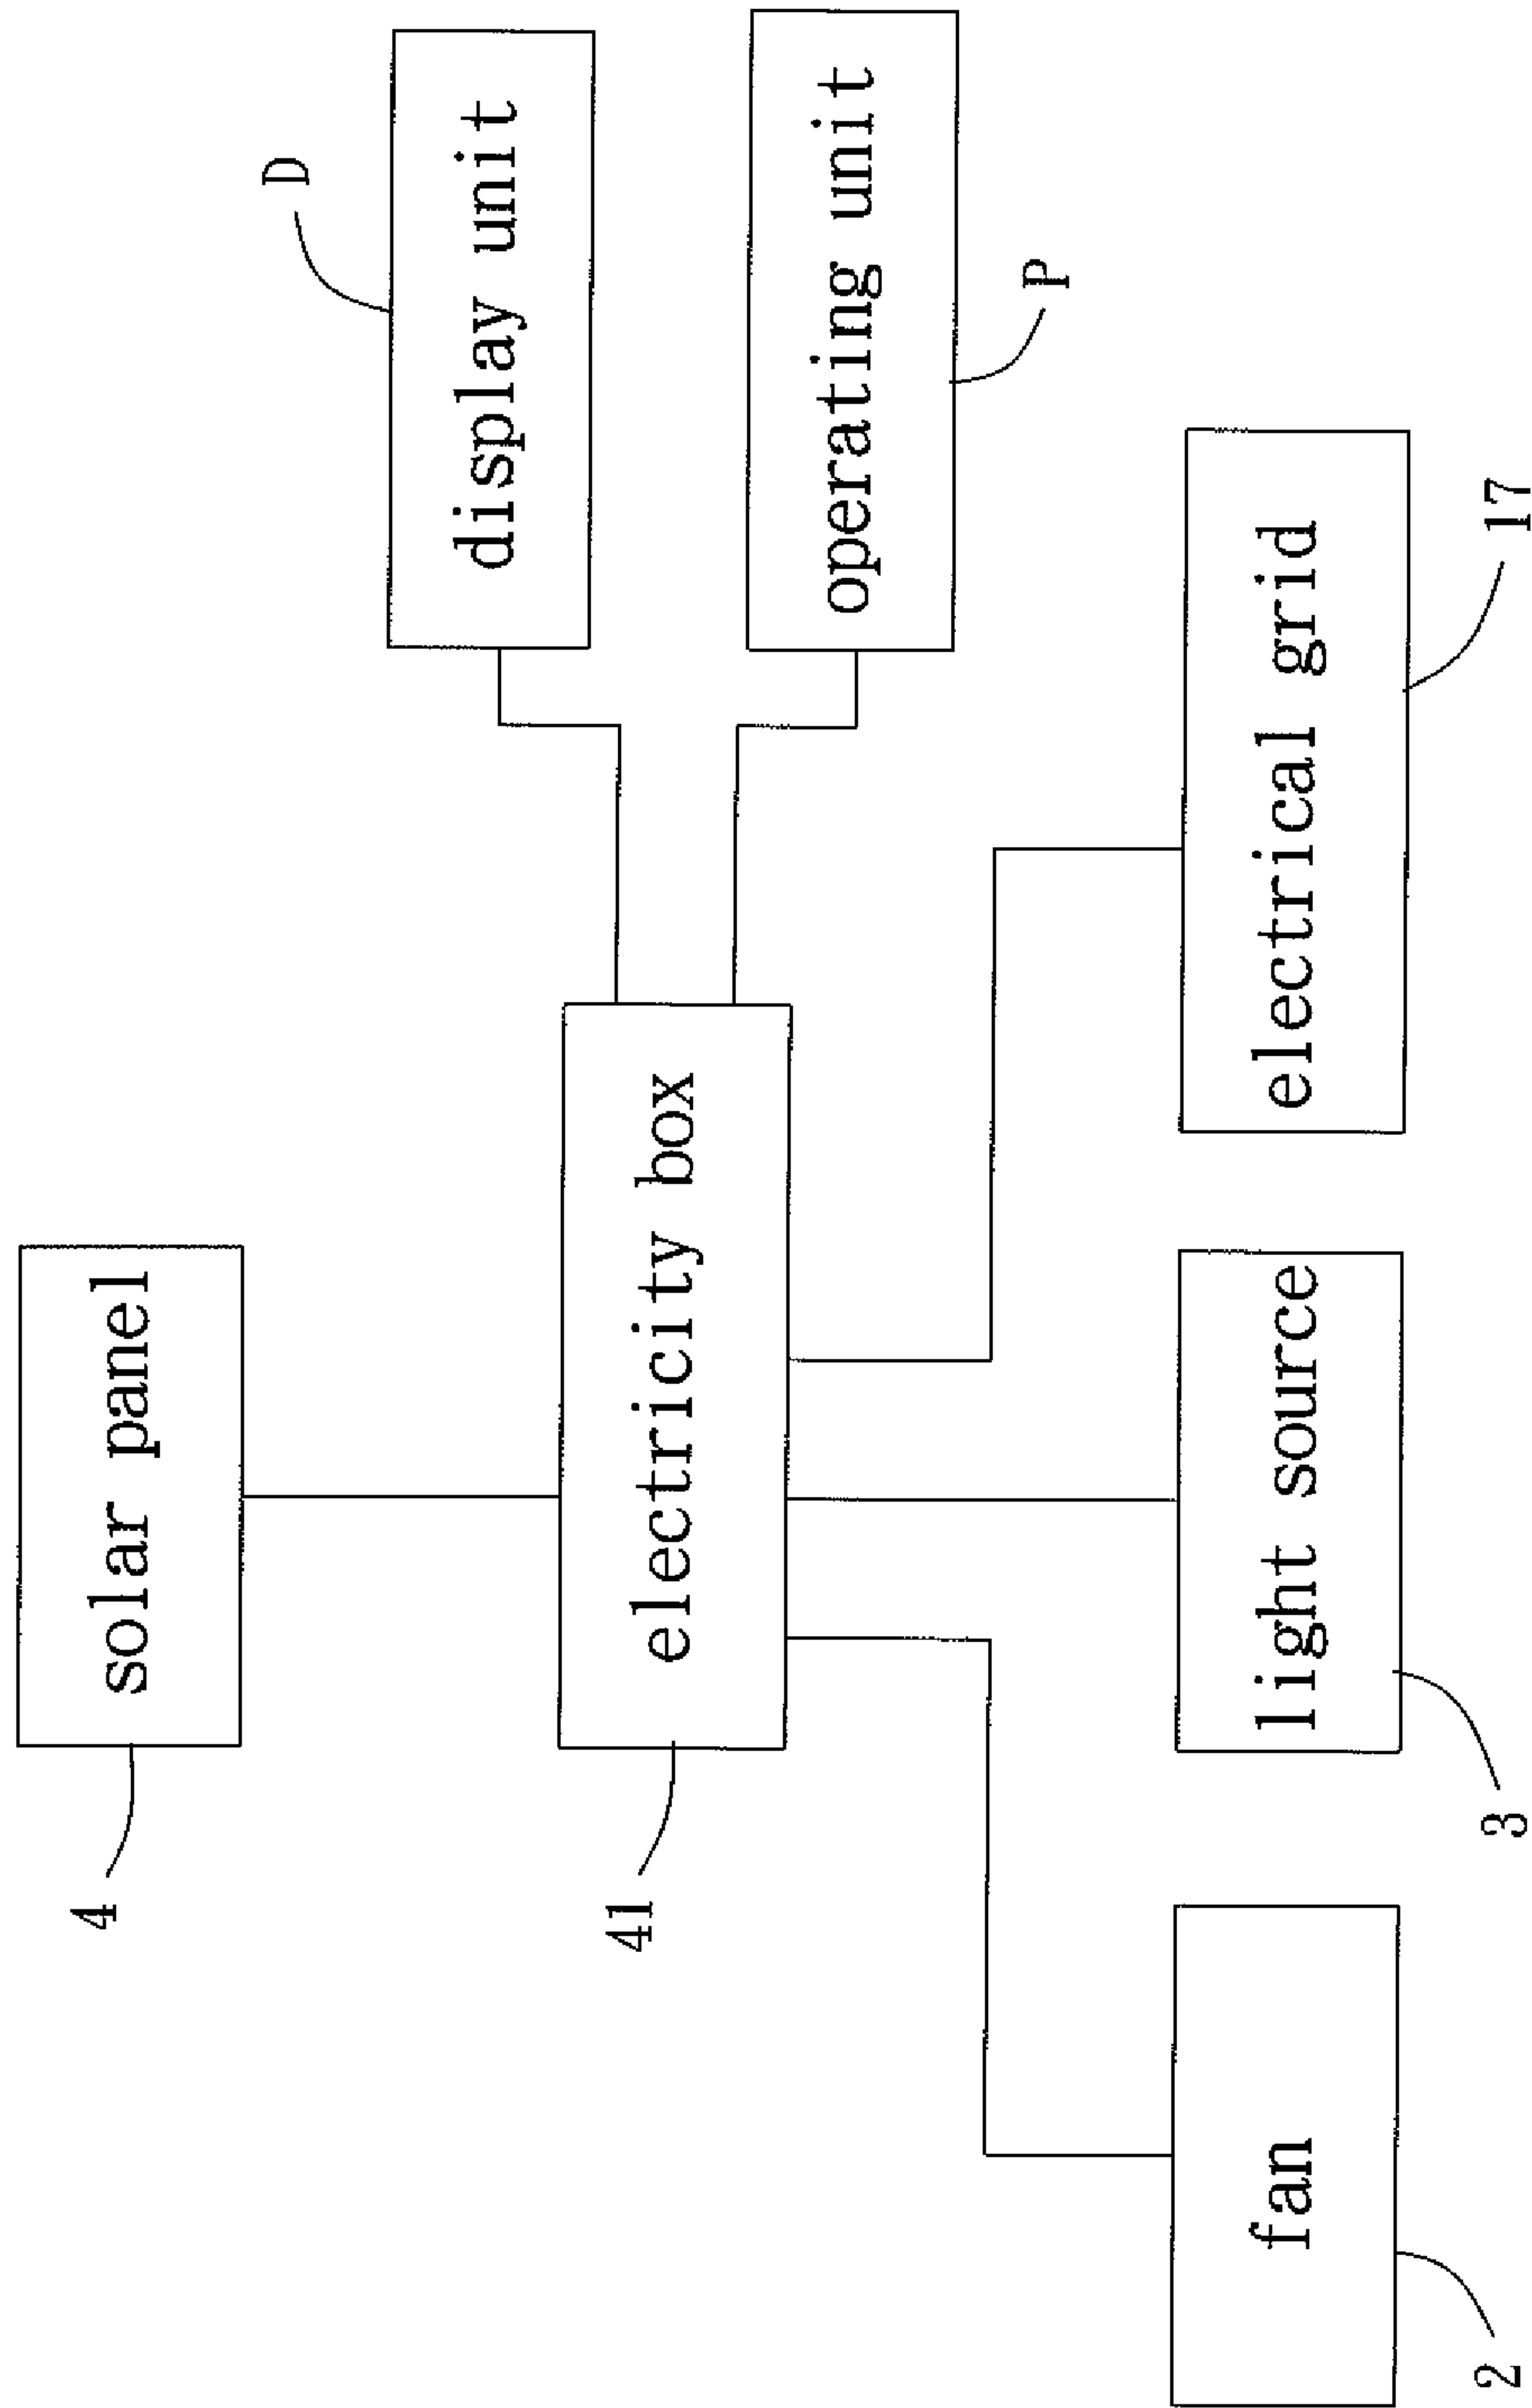 4
solar panel
D
display unit
41
electricity box
operating unit
P
fan
light source
electrical grid
2
3
17